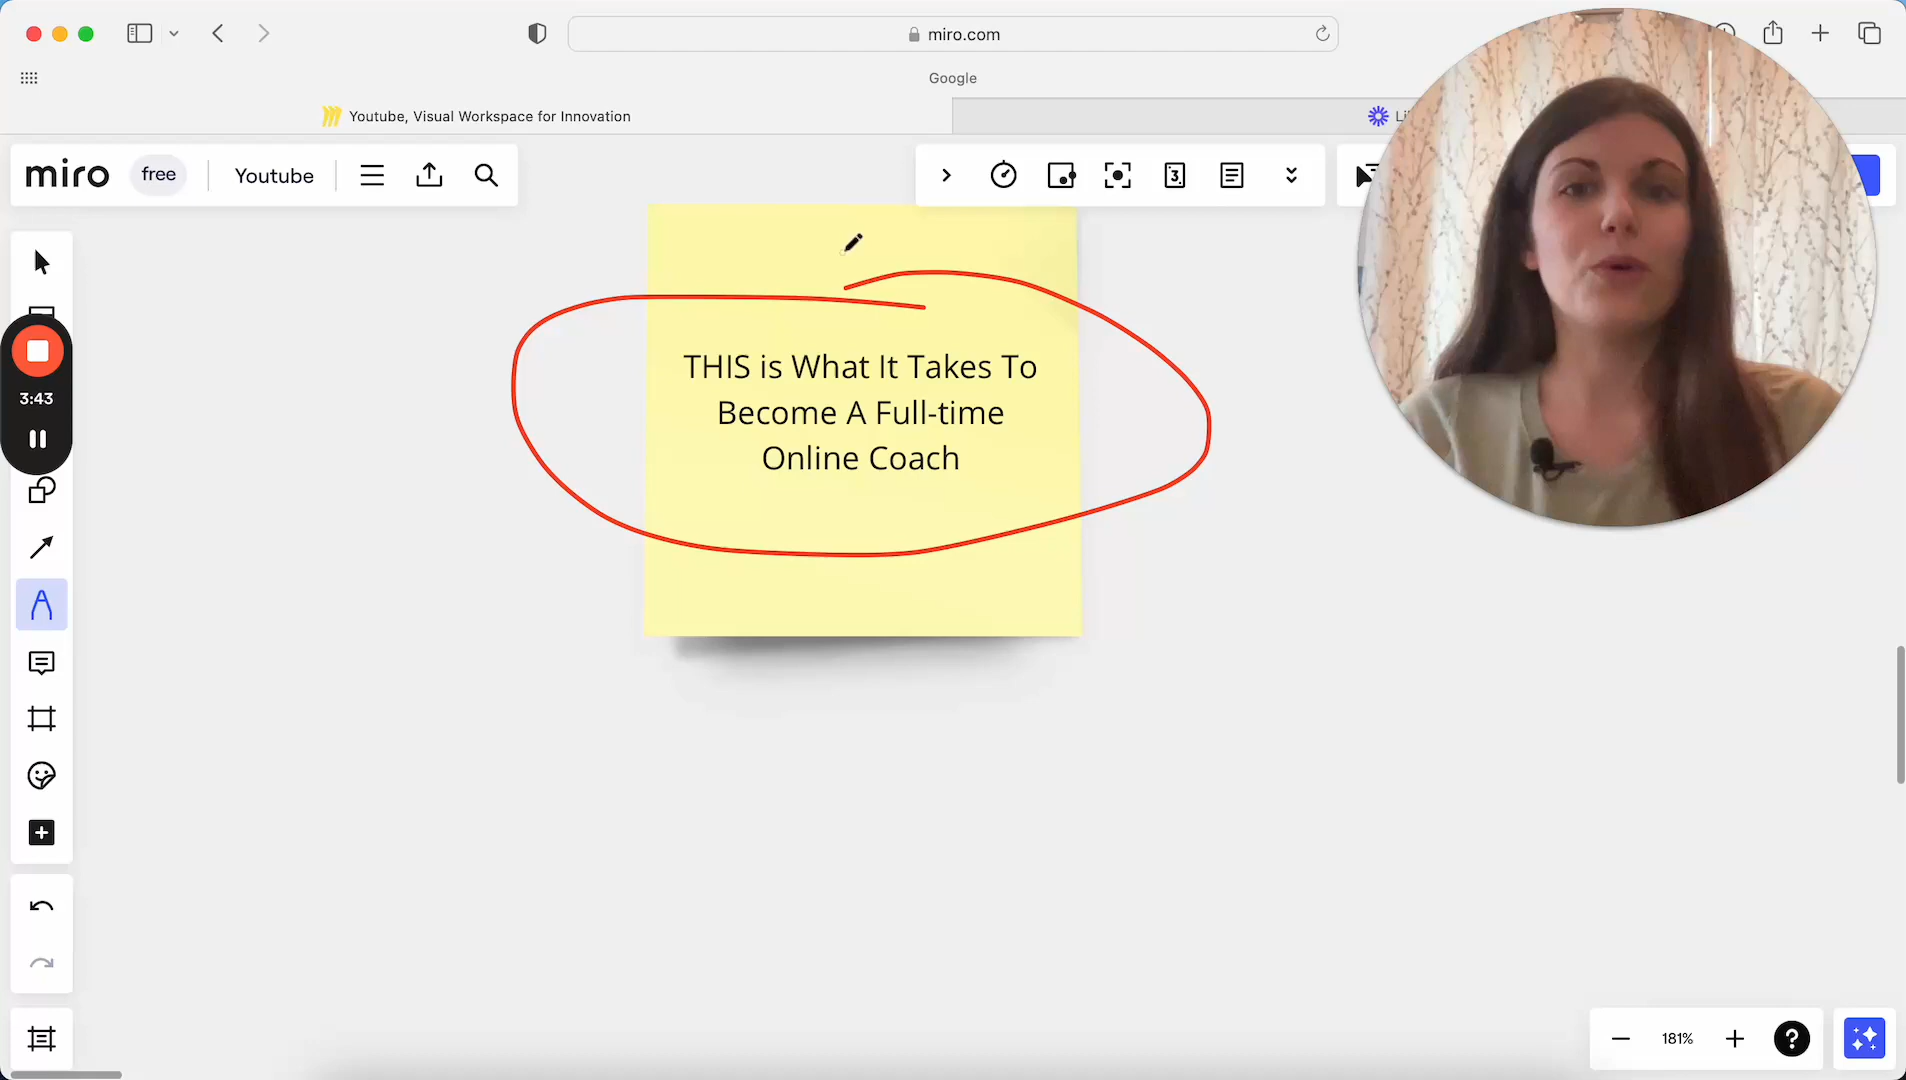 miro.com
Google
Youtube, Visual Workspace for Innovation
miro
free
Youtube
3
3:43
THIS is What It Takes To
Become A Full-time
Online Coach
181%
?